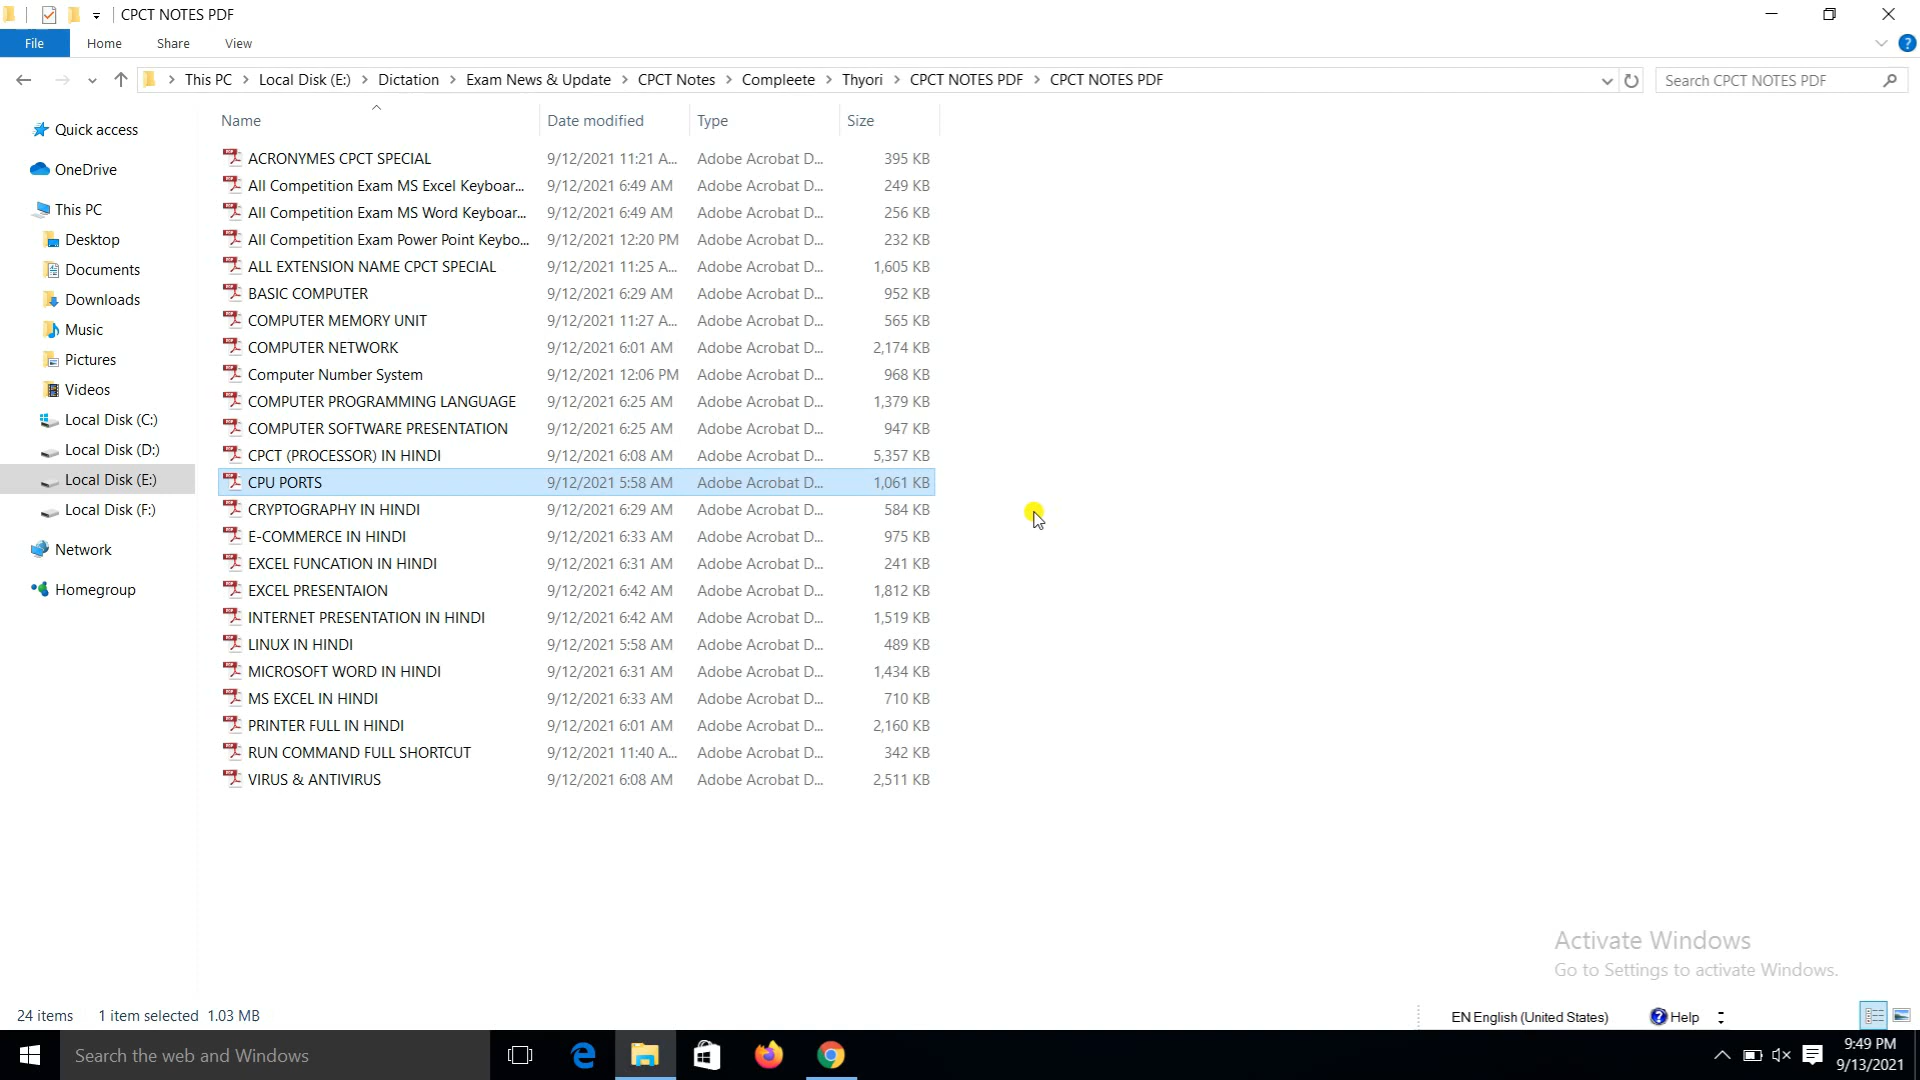 CPCT NOTES PDF
File Home Share View
This PC Local Disk (E:) Dictation Exam News & Update CPCT Notes Compleete Thyori CPCT NOTES PDF CPCT NOTES PDF Search CPCT NOTES PDF
Name Date modified Type Size
Quick access
OneDrive
This PC
Desktop
Documents
Downloads
Music
Pictures
Videos
Local Disk (C:)
Local Disk (D:)
Local Disk (E:)
Local Disk (F:)
Network
Homegroup
ACRONYMES CPCT SPECIAL 9/12/2021 11:21 A... Adobe Acrobat D... 395 KB
All Competition Exam MS Excel Keyboar... 9/12/2021 6:49 AM Adobe Acrobat D... 249 KB
All Competition Exam MS Word Keyboar... 9/12/2021 6:49 AM Adobe Acrobat D... 256 KB
All Competition Exam Power Point Keybo... 9/12/2021 12:20 PM Adobe Acrobat D... 232 KB
ALL EXTENSION NAME CPCT SPECIAL 9/12/2021 11:25 A... Adobe Acrobat D... 1,605 KB
BASIC COMPUTER 9/12/2021 6:29 AM Adobe Acrobat D... 952 KB
COMPUTER MEMORY UNIT 9/12/2021 11:27 A... Adobe Acrobat D... 565 KB
COMPUTER NETWORK 9/12/2021 6:01 AM Adobe Acrobat D... 2,174 KB
Computer Number System 9/12/2021 12:06 PM Adobe Acrobat D... 968 KB
COMPUTER PROGRAMMING LANGUAGE 9/12/2021 6:25 AM Adobe Acrobat D... 1,379 KB
COMPUTER SOFTWARE PRESENTATION 9/12/2021 6:25 AM Adobe Acrobat D... 947 KB
CPCT (PROCESSOR) IN HINDI 9/12/2021 6:08 AM Adobe Acrobat D... 5,357 KB
CPU PORTS 9/12/2021 5:58 AM Adobe Acrobat D... 1,061 KB
CRYPTOGRAPHY IN HINDI 9/12/2021 6:29 AM Adobe Acrobat D... 584 KB
E-COMMERCE IN HINDI 9/12/2021 6:33 AM Adobe Acrobat D... 975 KB
EXCEL FUNCATION IN HINDI 9/12/2021 6:31 AM Adobe Acrobat D... 241 KB
EXCEL PRESENTAION 9/12/2021 6:42 AM Adobe Acrobat D... 1,812 KB
INTERNET PRESENTATION IN HINDI 9/12/2021 6:42 AM Adobe Acrobat D... 1,519 KB
LINUX IN HINDI 9/12/2021 5:58 AM Adobe Acrobat D... 489 KB
MICROSOFT WORD IN HINDI 9/12/2021 6:31 AM Adobe Acrobat D... 1,434 KB
MS EXCEL IN HINDI 9/12/2021 6:33 AM Adobe Acrobat D... 710 KB
PRINTER FULL IN HINDI 9/12/2021 6:01 AM Adobe Acrobat D... 2,160 KB
RUN COMMAND FULL SHORTCUT 9/12/2021 11:40 A... Adobe Acrobat D... 342 KB
VIRUS & ANTIVIRUS 9/12/2021 6:08 AM Adobe Acrobat D... 2,511 KB
Activate Windows
Go to Settings to activate Windows.
24 items 1 item selected 1.03 MB EN English (United States) Help
Search the web and Windows
9:49 PM
9/13/2021